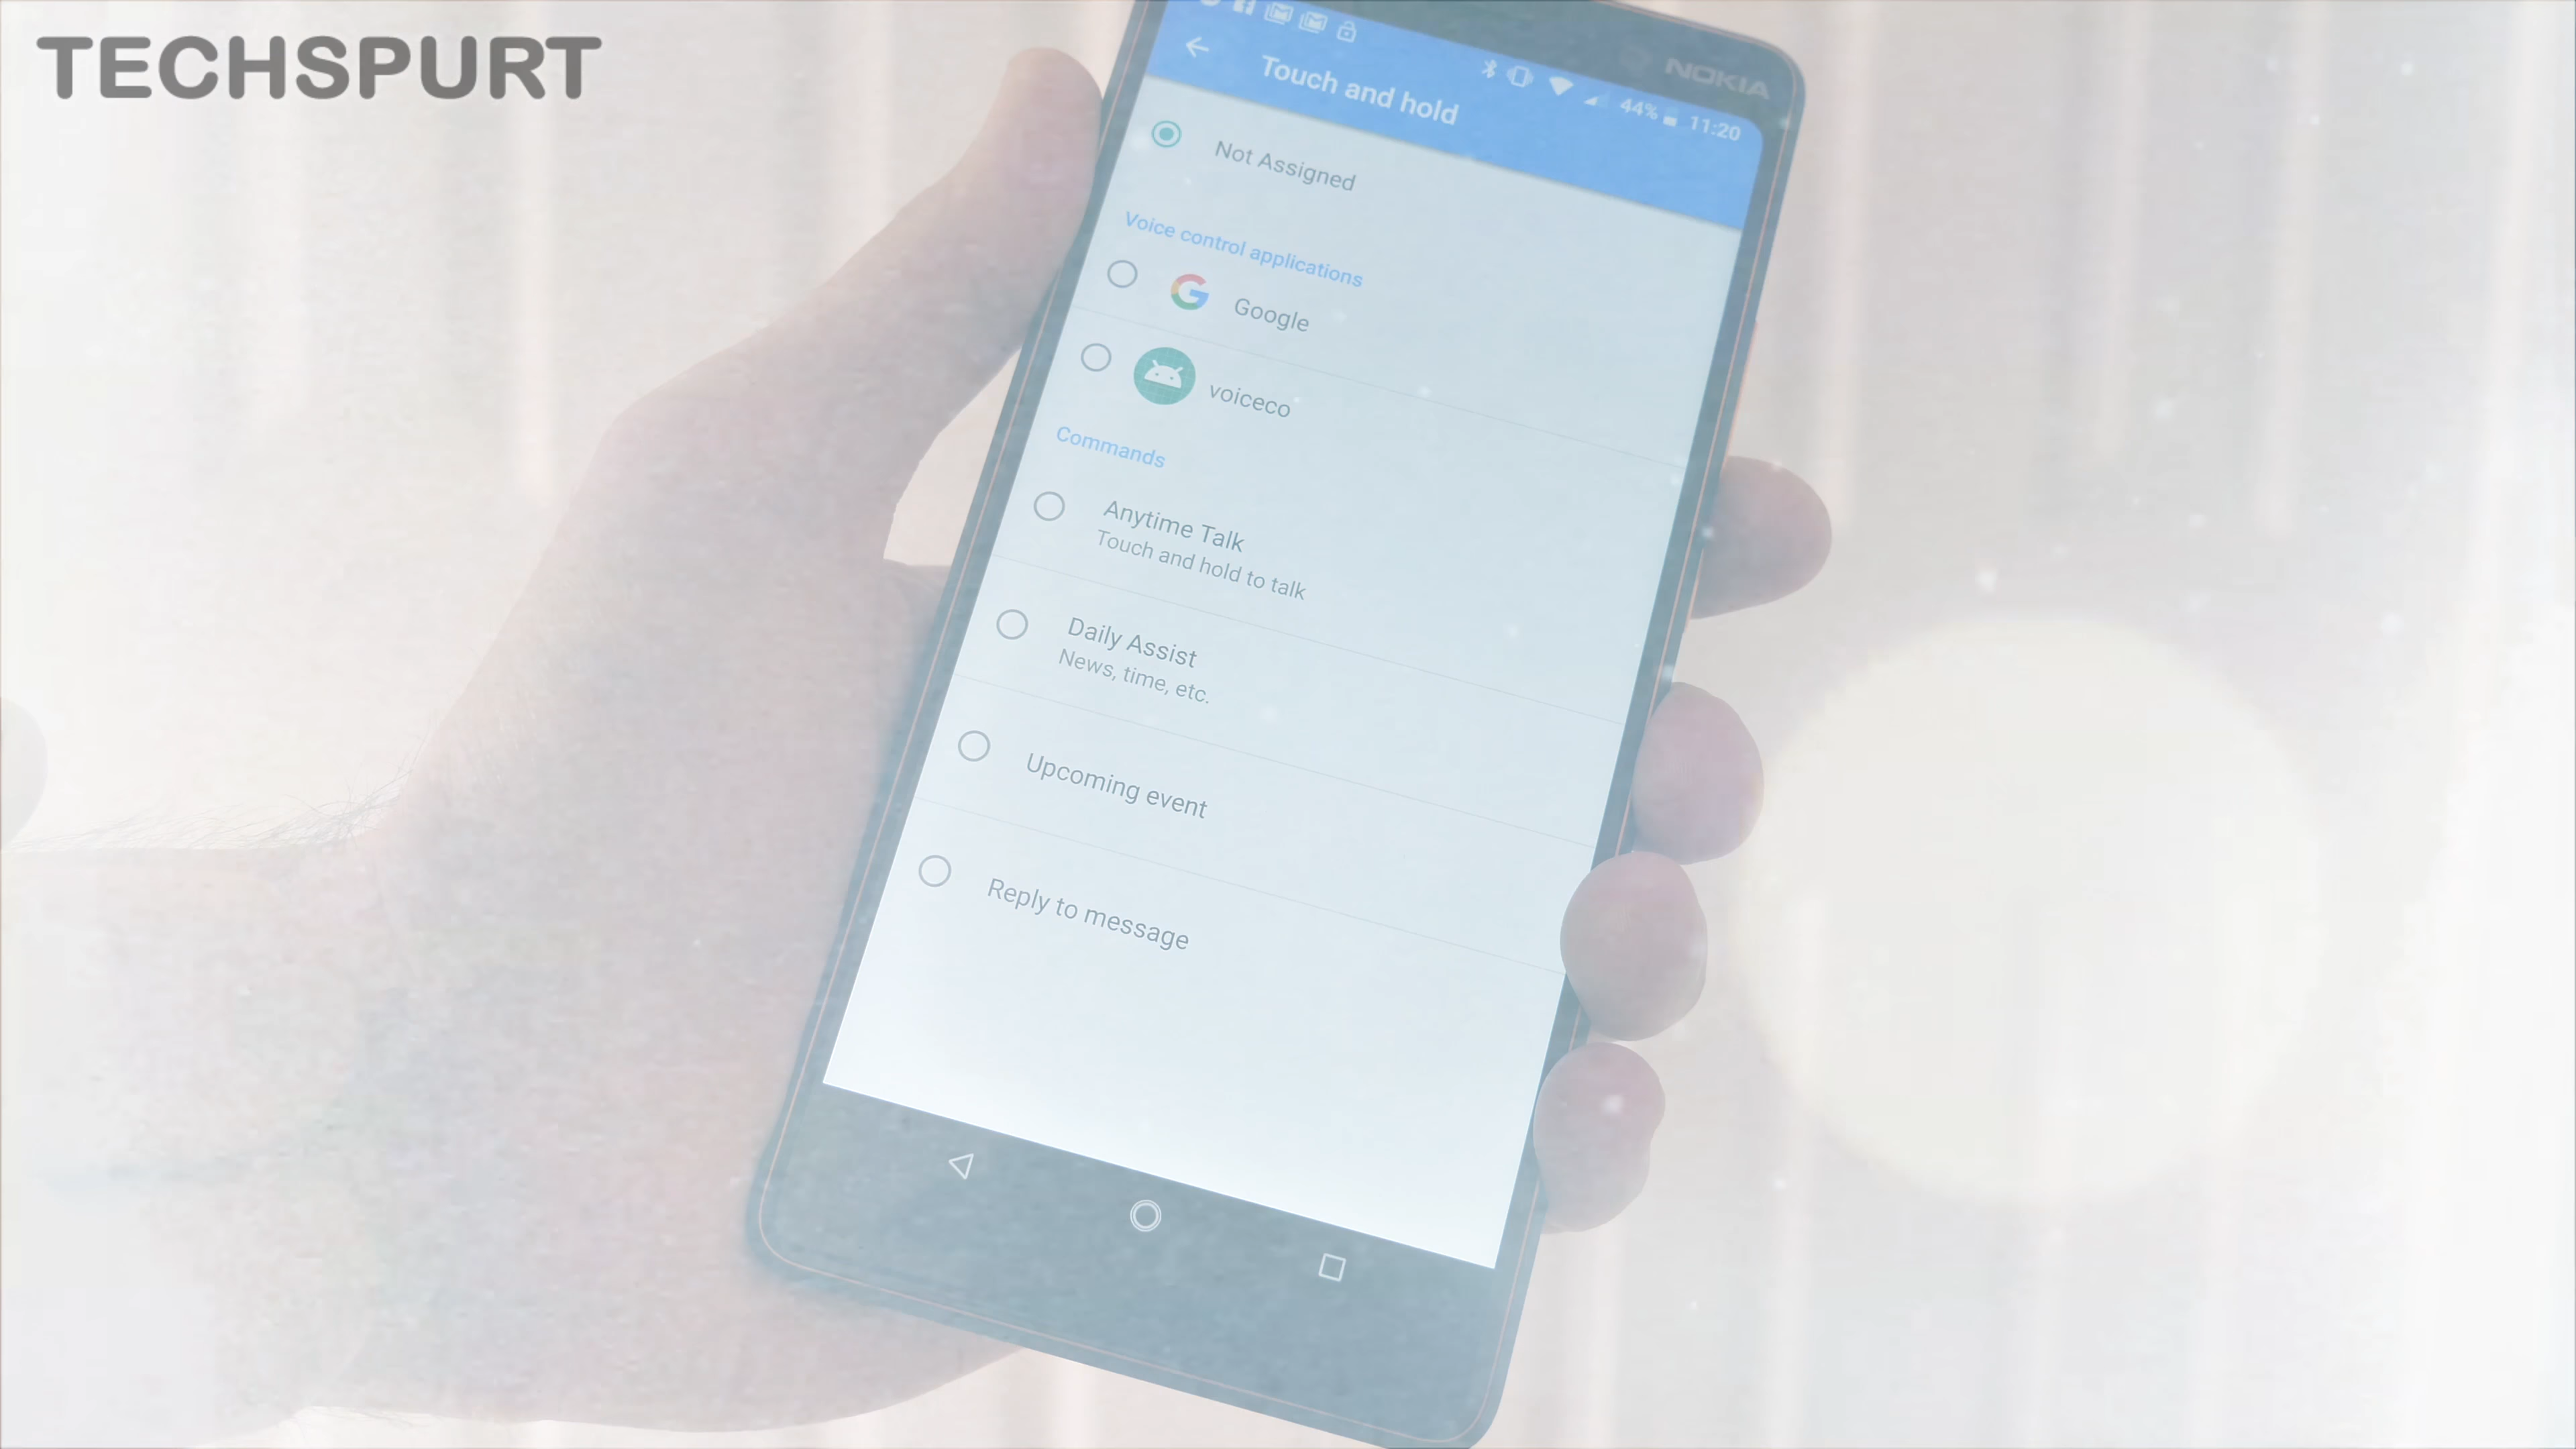 TECHSPURT
NOKIA
44% 11:20
Touch and hold
Not Assigned
Voice control applications
Google
voiceco
Commands
Anytime Talk
Touch and hold to talk
Daily Assist
News, time, etc.
Upcoming event
Reply to message